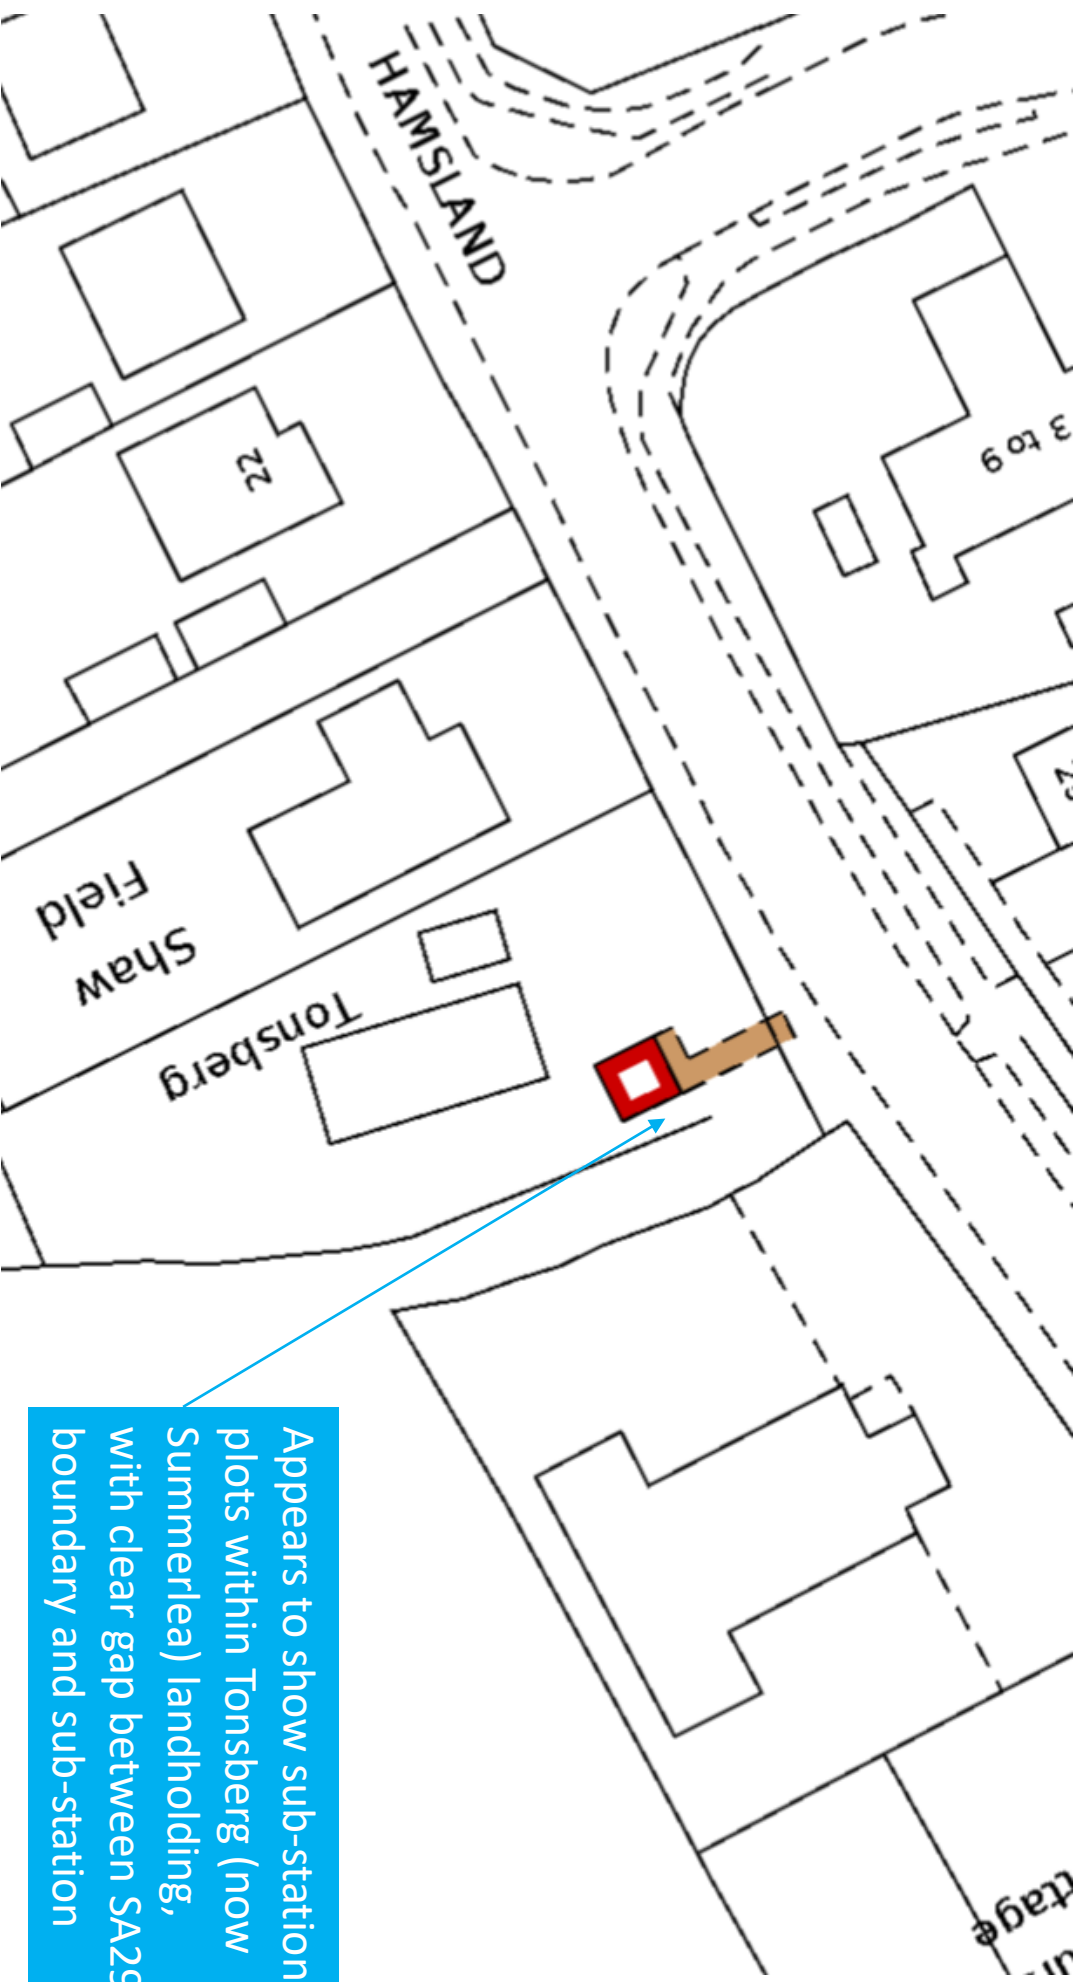 HAMSLAND
22
3 to 9
Shaw
Field
Tonsberg
Appears to show sub-station
plots within Tonsberg (now
Summerlea) landholding,
with clear gap between SA29
boundary and sub-station